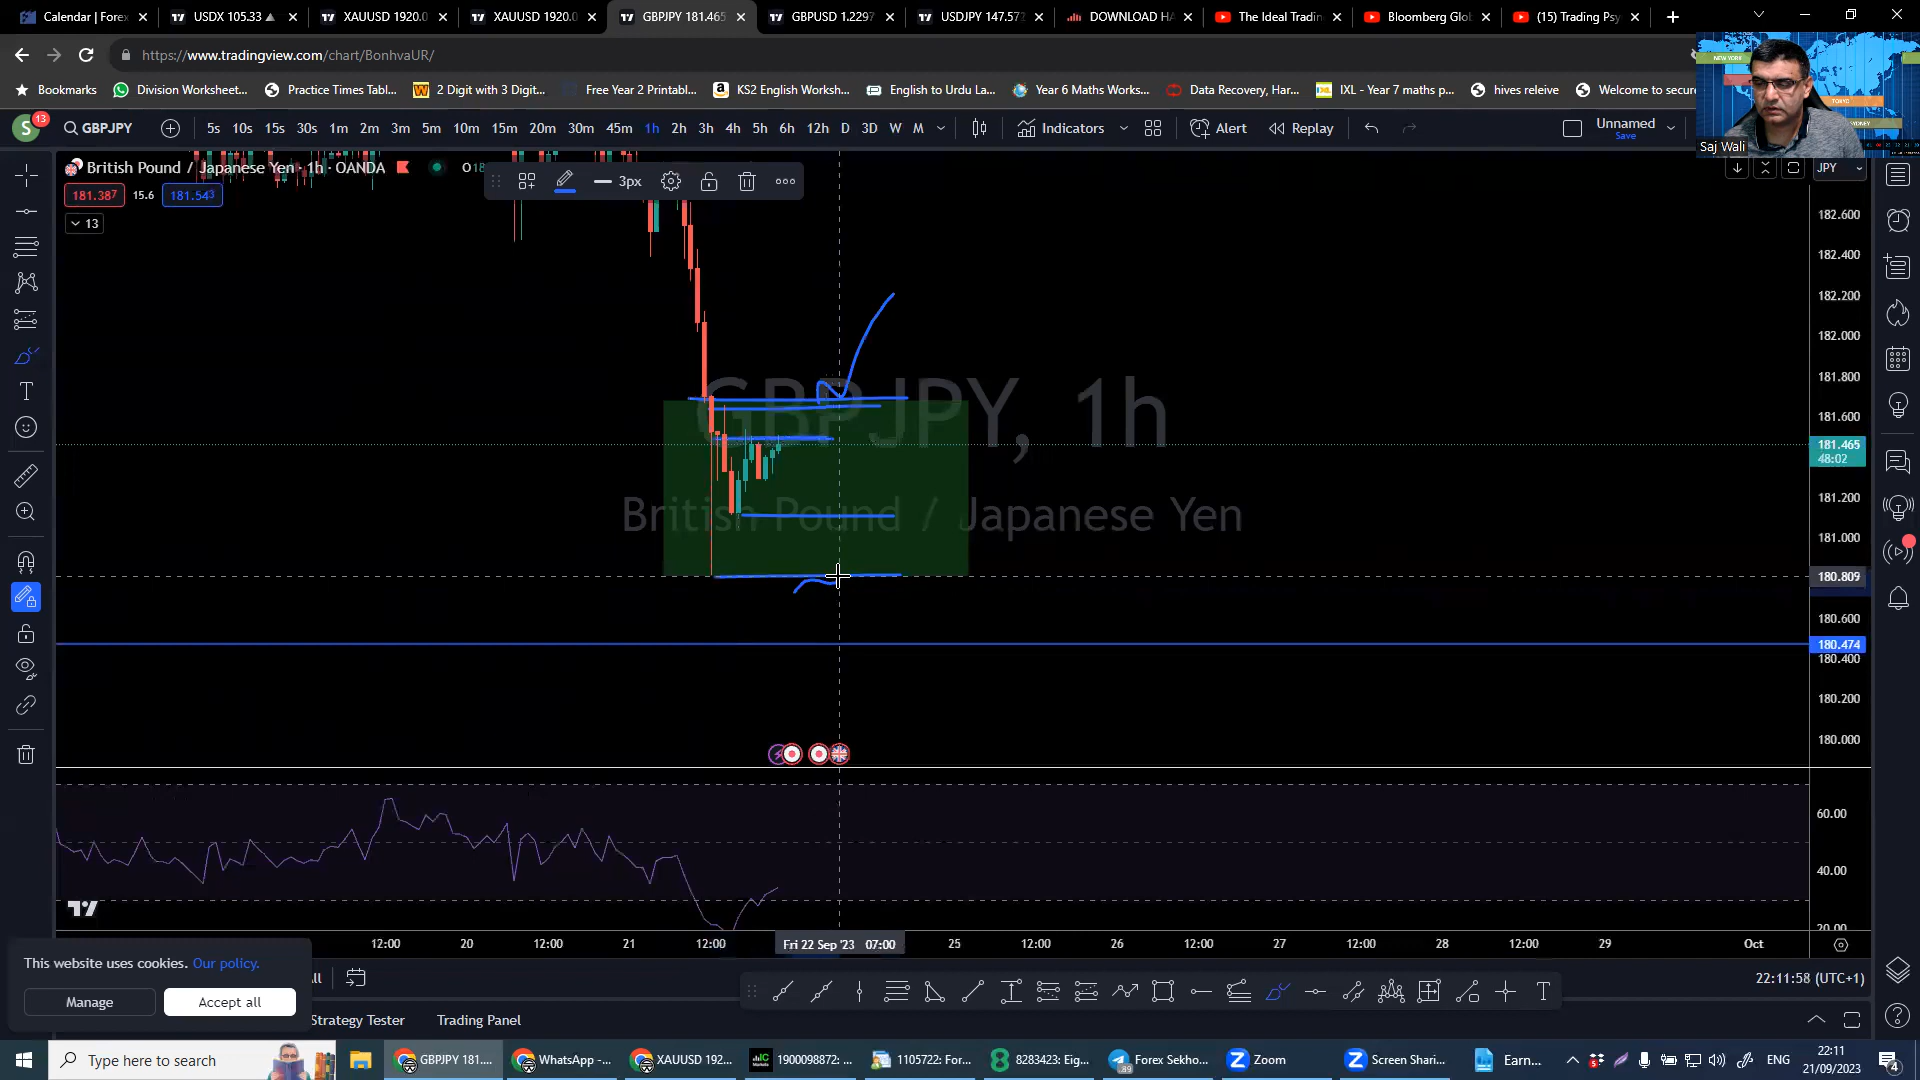 Calendar | Forex
USDX 105.33 ▲
XAUUSD 1920.0
XAUUSD 1920.0
GBPJPY 181.465
GBPUSD 1.2297
USDJPY 147.57
DOWNLOAD HA
The Ideal Tradin
Bloomberg Glo
(15) Trading Psy
https://www.tradingview.com/chart/BonhvaUR/
Bookmarks
Division Worksheet...
Practice Times Tabl...
2 Digit with 3 Digit...
Free Year 2 Printabl...
KS2 English Worksh...
English to Urdu La...
Year 6 Maths Works...
Data Recovery, Har...
IXL - Year 7 maths p...
hives releive
Welcome to secure
NEW YORK
TOKYO
SYDNEY
Saj Wali
S
13
GBPJPY
5s 10s 15s 30s 1m 2m 3m 5m 10m 15m 20m 30m 45m 1h 2h 3h 4h 5h 6h 12h D 3D W M
Indicators
Alert
Replay
Unnamed
Save
British Pound / Japanese Yen · 1h · OANDA
O18
3px
JPY
181.387
15.6
181.543
13
182.600
182.400
182.200
182.000
181.800
181.600
181.465
48:02
181.200
181.000
180.809
180.600
180.474
180.400
180.200
180.000
GBPJPY, 1h
British Pound / Japanese Yen
60.00
40.00
20.00
12:00 20 12:00 21 12:00 Fri 22 Sep '23 07:00 25 12:00 26 12:00 27 12:00 28 12:00 29 Oct
This website uses cookies. Our policy.
Manage
Accept all
22:11:58 (UTC+1)
Strategy Tester
Trading Panel
Type here to search
GBPJPY 181....
WhatsApp -...
XAUUSD 192...
1900098872: ...
1105722: For...
8283423: Eig...
Forex Sekho...
Zoom
Screen Shari...
Earn...
ENG
22:11
21/09/2023
4